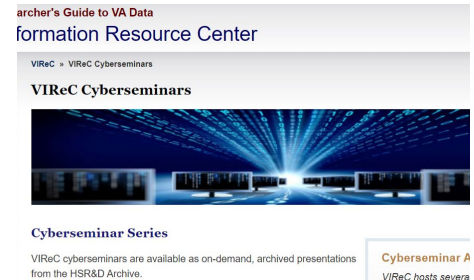 archer's Guide to VA Data
formation Resource Center
VIReC » VIReC Cyberseminars
VIReC Cyberseminars
Cyberseminar Series
VIReC cyberseminars are available as on-demand, archived presentations
from the HSR&D Archive.
Cyberseminar A
VIReC hosts severa